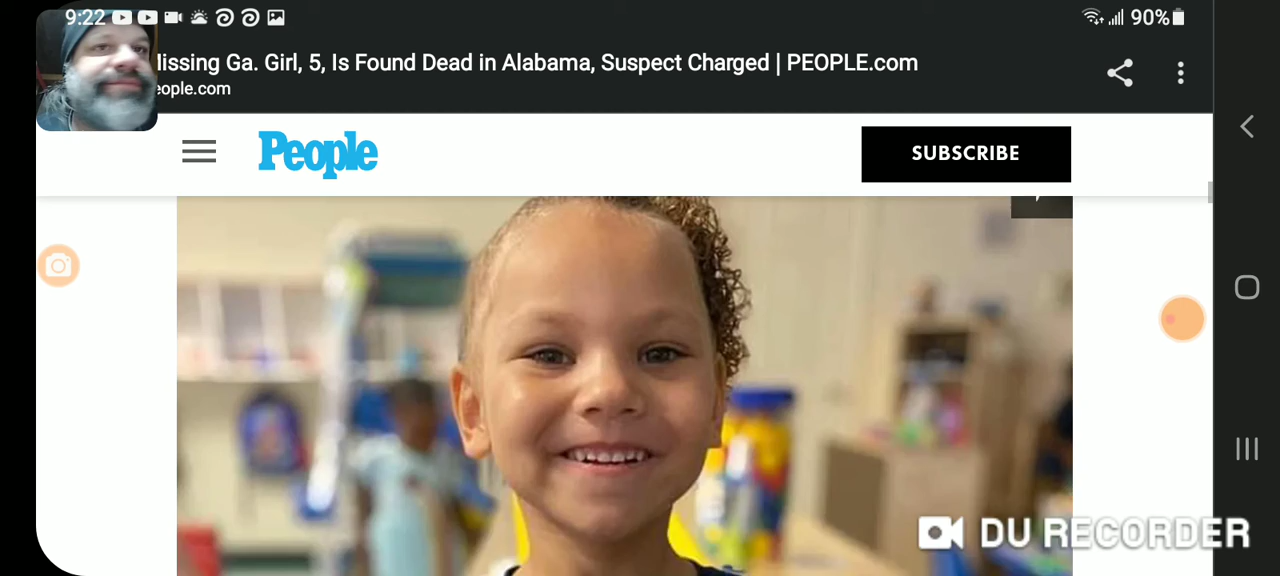 9:22
90%
issing Ga. Girl, 5, Is Found Dead in Alabama, Suspect Charged | PEOPLE.com
eople.com
People
SUBSCRIBE
DU RECORDER